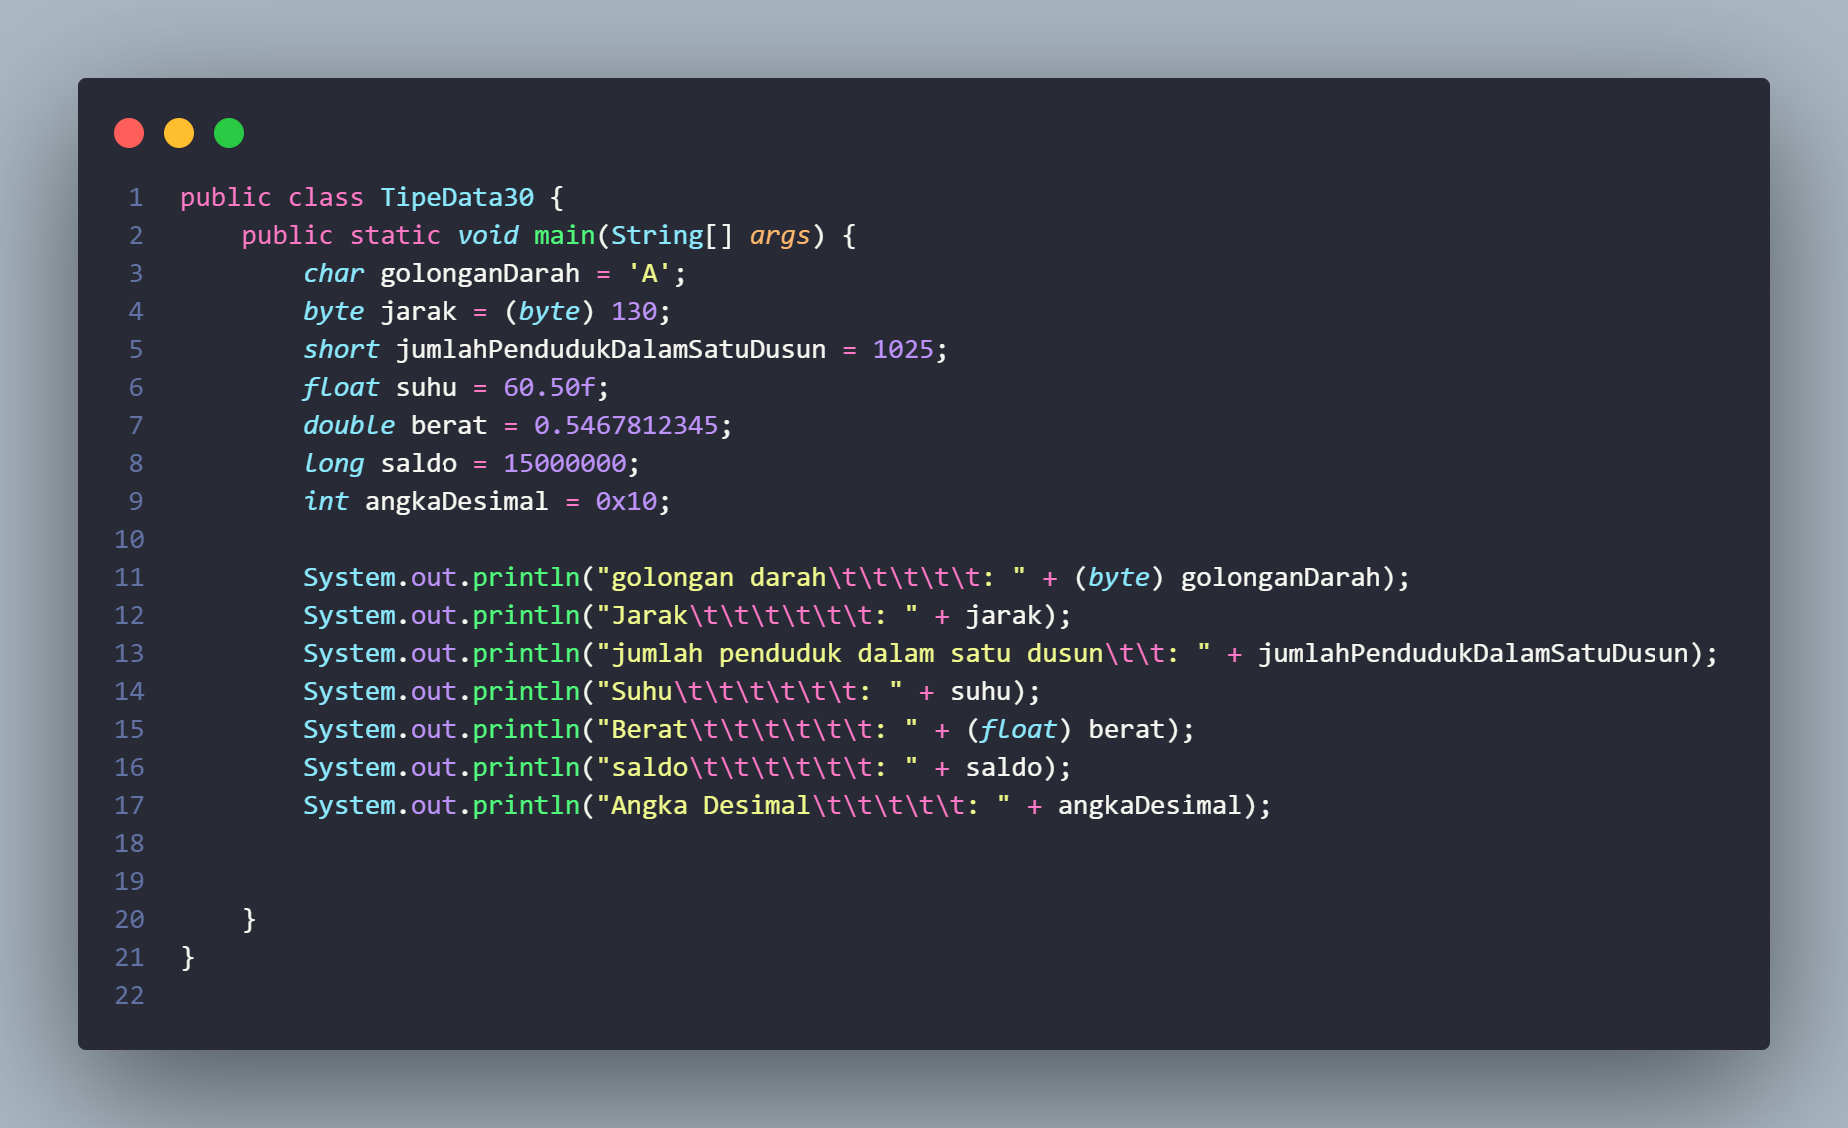 1 public class TipeData30 {
2     public static void main(String[] args) {
3         char golonganDarah = 'A';
4         byte jarak = (byte) 130;
5         short jumlahPendudukDalamSatuDusun = 1025;
6         float suhu = 60.50f;
7         double berat = 0.5467812345;
8         long saldo = 15000000;
9         int angkaDesimal = 0x10;
10
11         System.out.println("golongan darah\t\t\t\t\t: " + (byte) golonganDarah);
12         System.out.println("Jarak\t\t\t\t\t\t: " + jarak);
13         System.out.println("jumlah penduduk dalam satu dusun\t\t: " + jumlahPendudukDalamSatuDusun);
14         System.out.println("Suhu\t\t\t\t\t\t: " + suhu);
15         System.out.println("Berat\t\t\t\t\t\t: " + (float) berat);
16         System.out.println("saldo\t\t\t\t\t\t: " + saldo);
17         System.out.println("Angka Desimal\t\t\t\t\t: " + angkaDesimal);
18
19
20     }
21 }
22